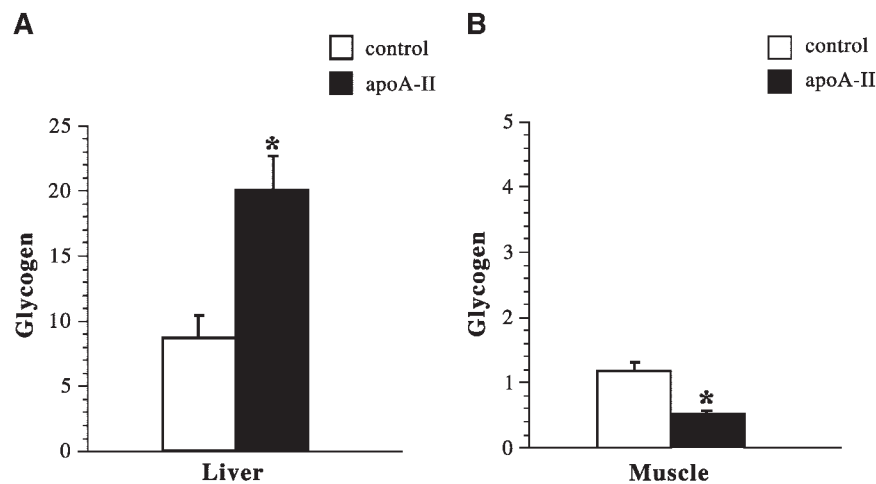 A
control
apoA-II
25
*
20
15
10
5
0
Glycogen
Liver
B
control
apoA-II
5
4
3
2
1
*
0
Glycogen
Muscle